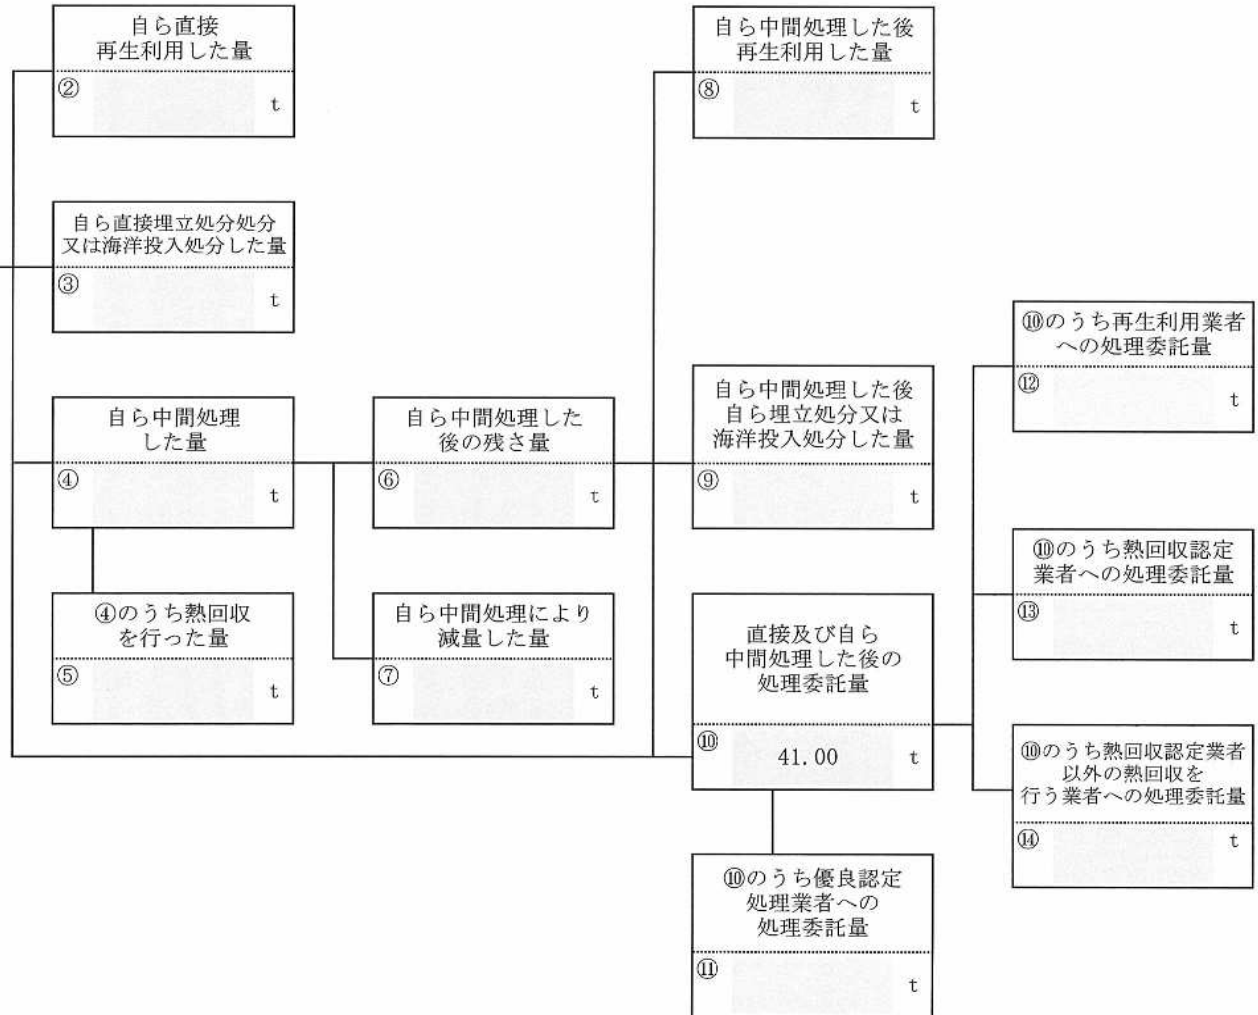 自ら直接
再生利用した量
②
t
自ら中間処理した後
再生利用した量
⑧
t
自ら直接埋立処分処分
又は海洋投入処分した量
③
t
⑩のうち再生利用業者
への処理委託量
⑫
t
自ら中間処理
した量
④
t
自ら中間処理した
後の残さ量
⑥
t
自ら中間処理した後
自ら埋立処分又は
海洋投入処分した量
⑨
t
⑩のうち熱回収認定
業者への処理委託量
⑬
t
④のうち熱回収
を行った量
⑤
t
自ら中間処理により
減量した量
⑦
t
直接及び自ら
中間処理した後の
処理委託量
⑩
41.00 t
⑩のうち熱回収認定業者
以外の熱回収を
行う業者への処理委託量
⑭
t
⑩のうち優良認定
処理業者への
処理委託量
⑪
t